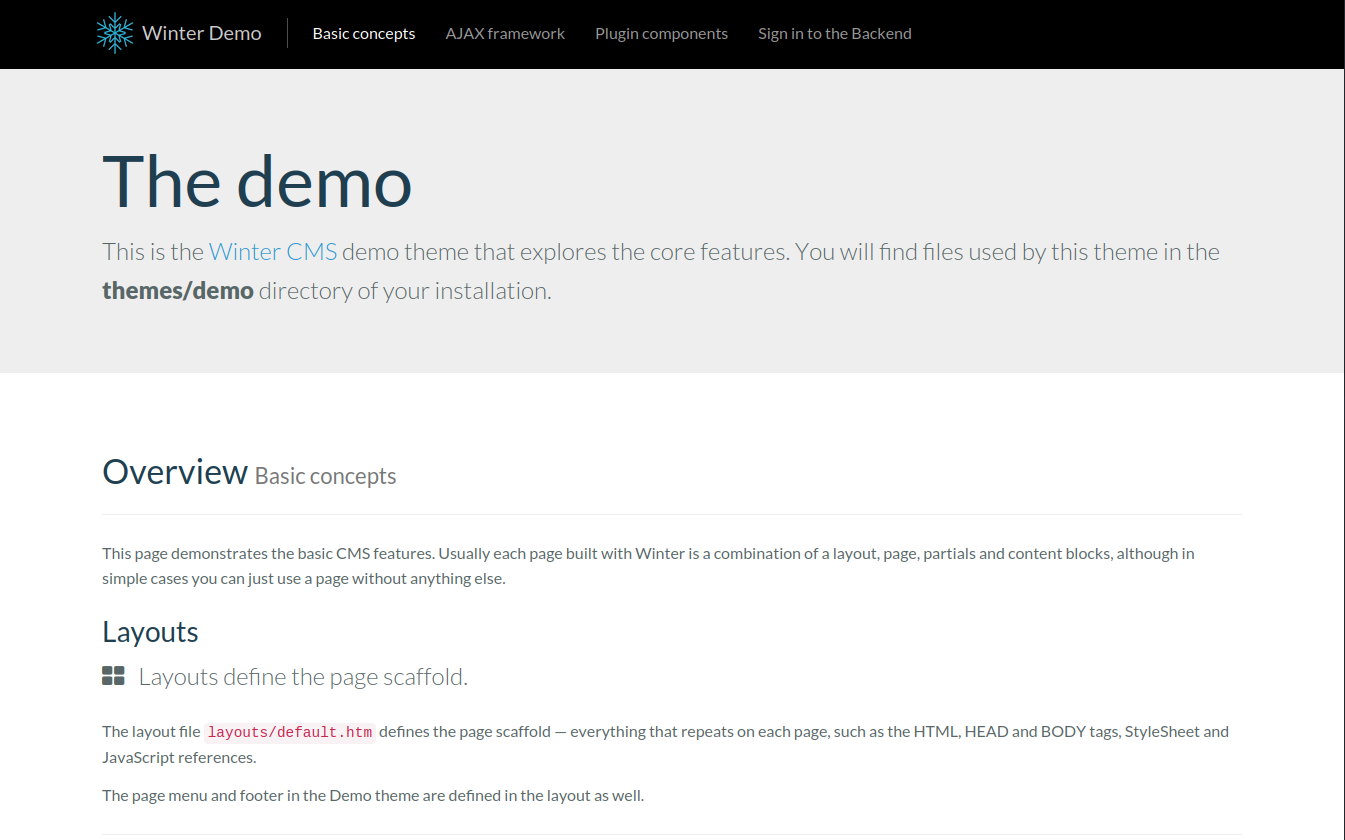 Winter Demo Basic concepts AJAX framework Plugin components Sign in to the Backend
The demo
This is the Winter CMS demo theme that explores the core features. You will find files used by this theme in the
themes/demo directory of your installation.
Overview Basic concepts
This page demonstrates the basic CMS features. Usually each page built with Winter is a combination of a layout, page, partials and content blocks, although in
simple cases you can just use a page without anything else.
Layouts
Layouts define the page scaffold.
The layout file layouts/default.htm defines the page scaffold — everything that repeats on each page, such as the HTML, HEAD and BODY tags, StyleSheet and
JavaScript references.
The page menu and footer in the Demo theme are defined in the layout as well.